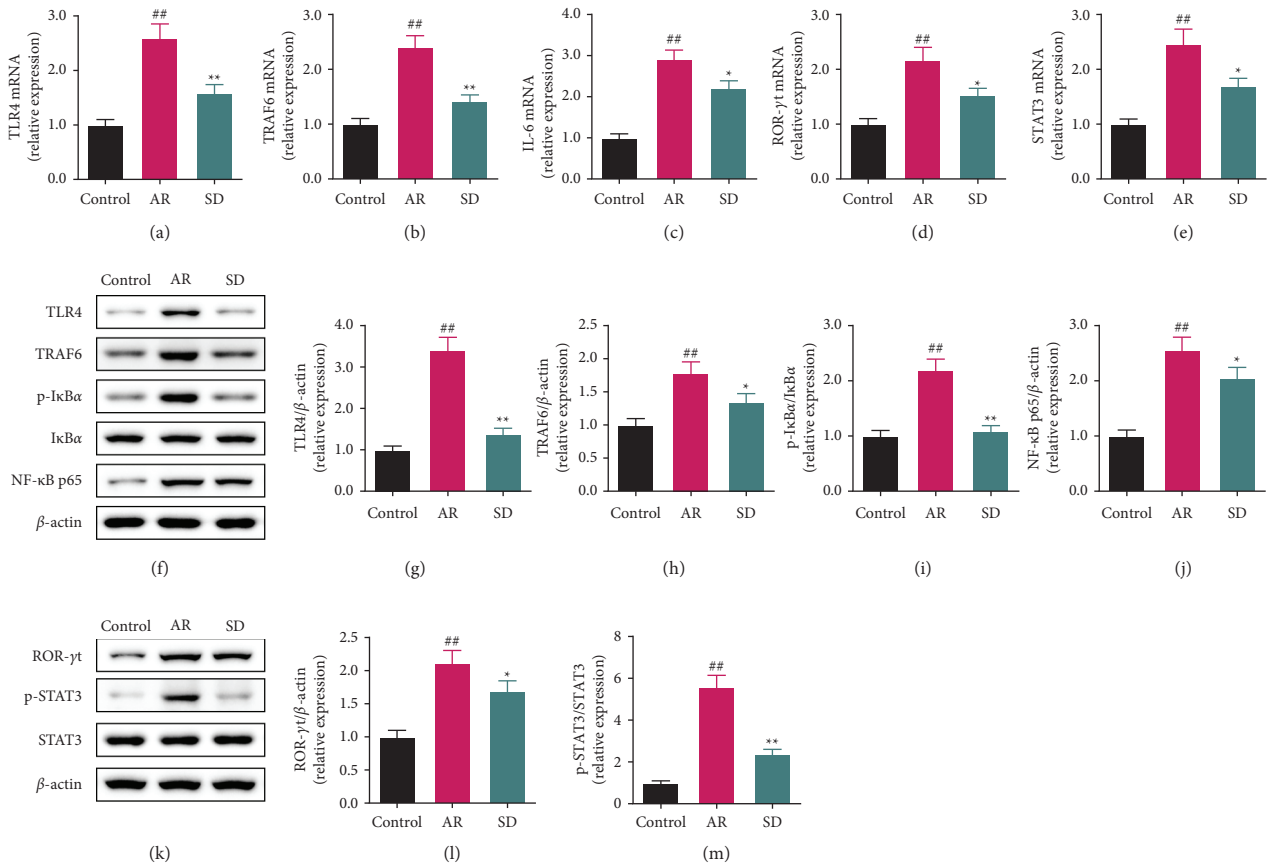 TLR4 mRNA
(relative expression)
3.0
2.0
1.0
0.0
##
**
Control AR SD
(a)
TRAF6 mRNA
(relative expression)
3.0
2.0
1.0
0.0
##
**
Control AR SD
(b)
IL-6 mRNA
(relative expression)
4.0
3.0
2.0
1.0
0.0
##
*
Control AR SD
(c)
ROR-γt mRNA
(relative expression)
3.0
2.0
1.0
0.0
##
*
Control AR SD
(d)
STAT3 mRNA
(relative expression)
3.0
2.0
1.0
0.0
##
*
Control AR SD
(e)
Control AR SD
TLR4
TRAF6
p-IκBα
IκBα
NF-κB p65
β-actin
(f)
TLR4/β-actin
(relative expression)
4.0
3.0
2.0
1.0
0.0
##
**
Control AR SD
(g)
TRAF6/β-actin
(relative expression)
2.5
2.0
1.5
1.0
0.5
0.0
##
*
Control AR SD
(h)
p-IκBα/IκBα
(relative expression)
3.0
2.0
1.0
0.0
##
**
Control AR SD
(i)
NF-κB p65/β-actin
(relative expression)
3.0
2.0
1.0
0.0
##
*
Control AR SD
(j)
Control AR SD
ROR-γt
p-STAT3
STAT3
β-actin
(k)
ROR-γt/β-actin
(relative expression)
2.5
2.0
1.5
1.0
0.5
0.0
##
*
Control AR SD
(l)
p-STAT3/STAT3
(relative expression)
8
6
4
2
0
##
**
Control AR SD
(m)